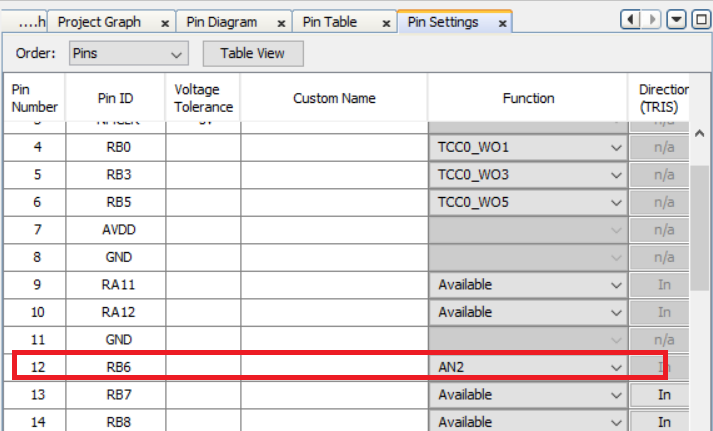 ....h Project Graph x Pin Diagram x Pin Table x Pin Settings x
Order: Pins Table View
Pin Number Pin ID Voltage Tolerance Custom Name Function Direction (TRIS)
4 RB0 TCC0_WO1 n/a
5 RB3 TCC0_WO3 n/a
6 RB5 TCC0_WO5 n/a
7 AVDD n/a
8 GND n/a
9 RA11 Available In
10 RA12 Available In
11 GND n/a
12 RB6 AN2 In
13 RB7 Available In
14 RB8 Available In